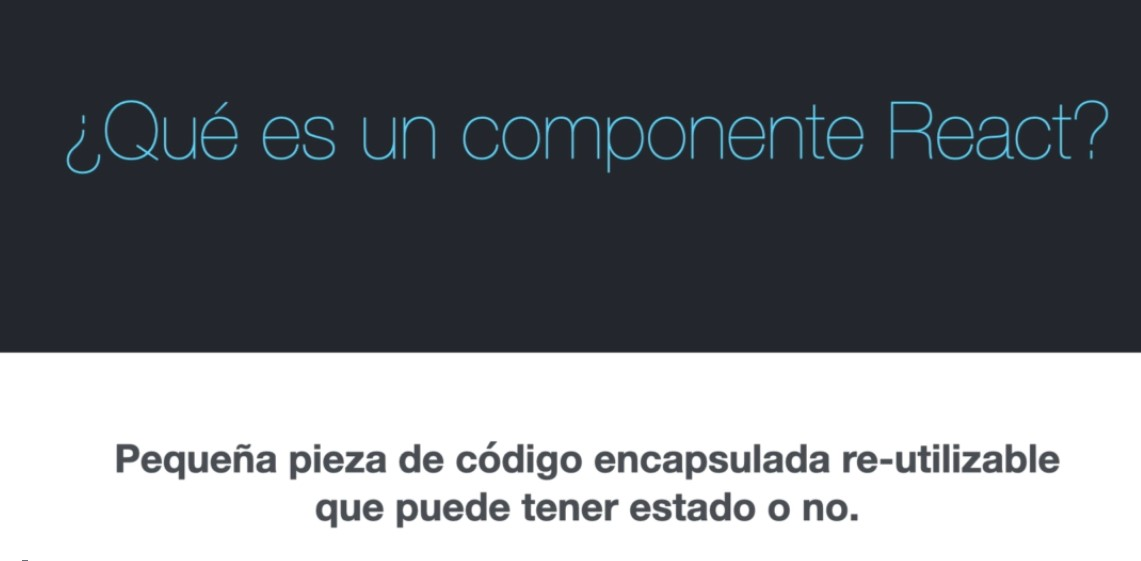 ¿Qué es un componente React?
Pequeña pieza de código encapsulada re-utilizable
que puede tener estado o no.